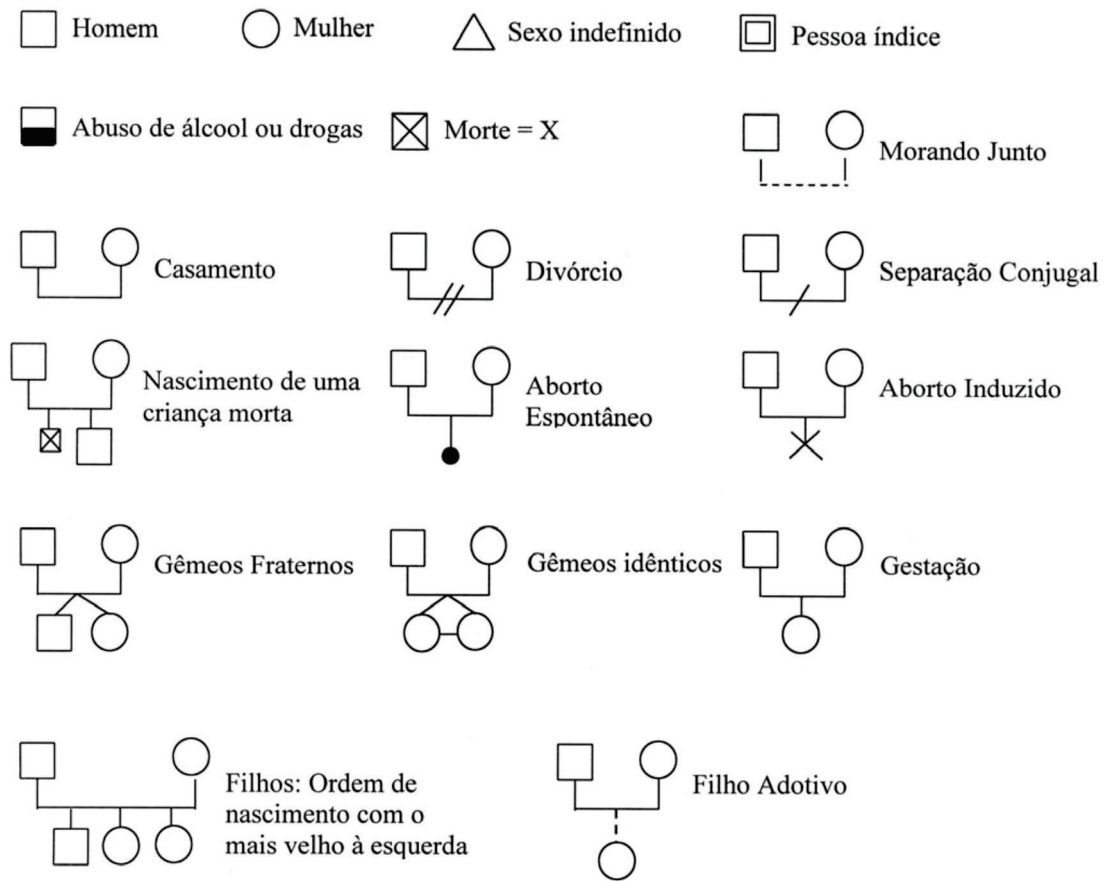 Homem
Mulher
Sexo indefinido
Pessoa índice
Abuso de álcool ou drogas
Morte = X
Morando Junto
Casamento
Divórcio
Separação Conjugal
Nascimento de uma
criança morta
Aborto
Espontâneo
Aborto Induzido
Gêmeos Fraternos
Gêmeos idênticos
Gestação
Filhos: Ordem de
nascimento com o
mais velho à esquerda
Filho Adotivo